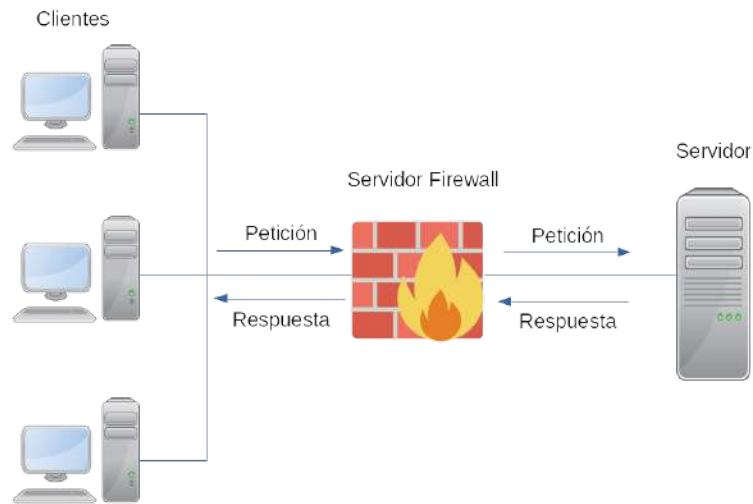 Clientes
Servidor
Servidor Firewall
Petición
Petición
Respuesta
Respuesta